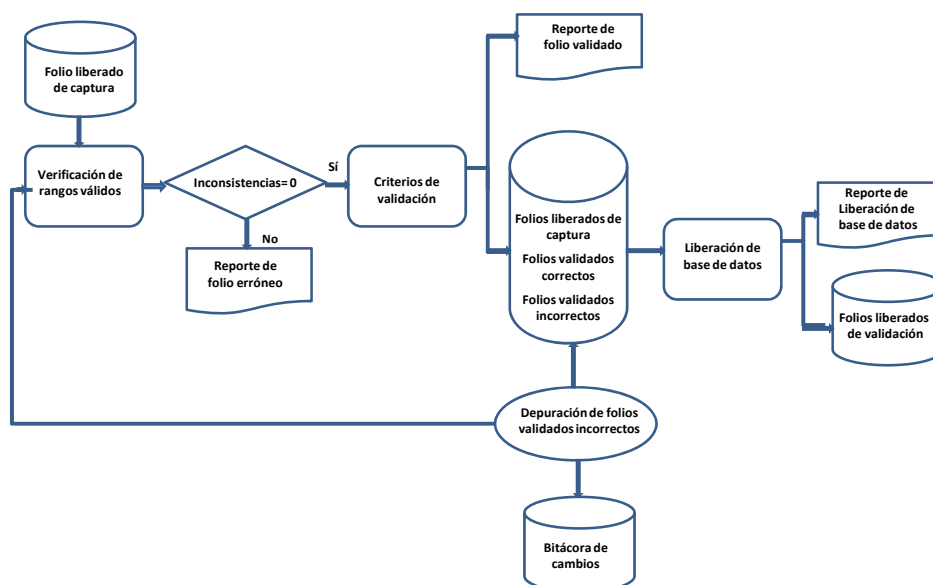 Reporte de
folio validado
Folio liberado
de captura
Verificación de
rangos válidos
Inconsistencias= 0
Sí
No
Criterios de
validación
Reporte de
folio erróneo
Folios liberados de
captura
Folios validados
correctos
Folios validados
incorrectos
Liberación de
base de datos
Reporte de
Liberación de
base de datos
Folios liberados
de validación
Depuración de folios
validados incorrectos
Bitácora de
cambios